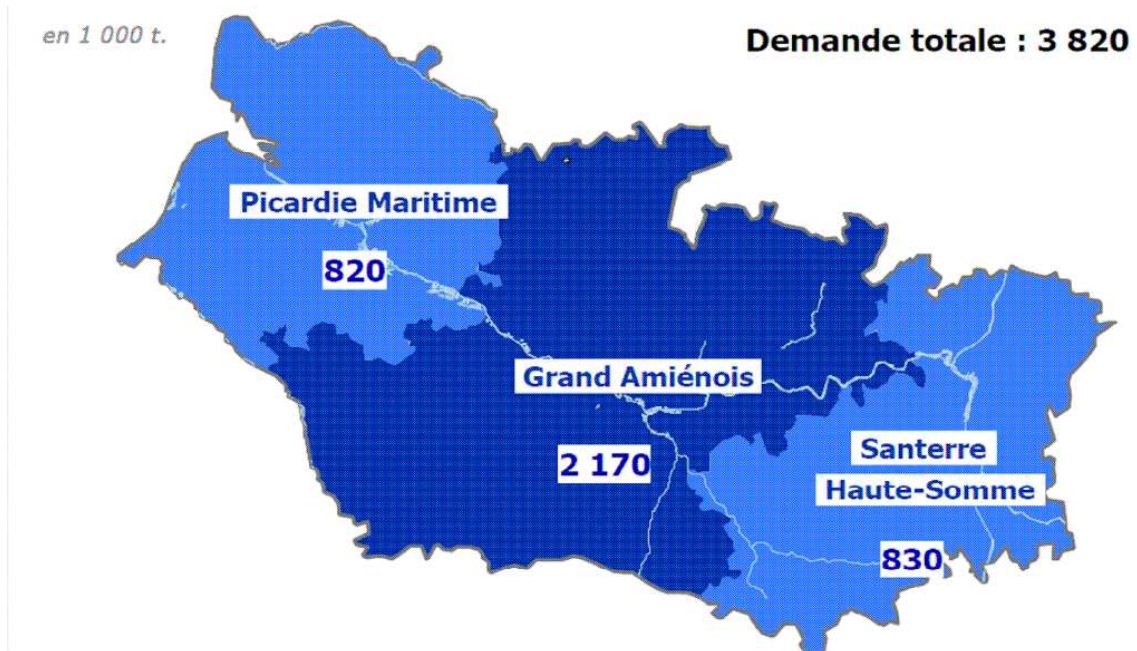 en 1 000 t.
Demande totale : 3 820
Picardie Maritime
820
Grand Amiénois
2 170
Santerre
Haute-Somme
830